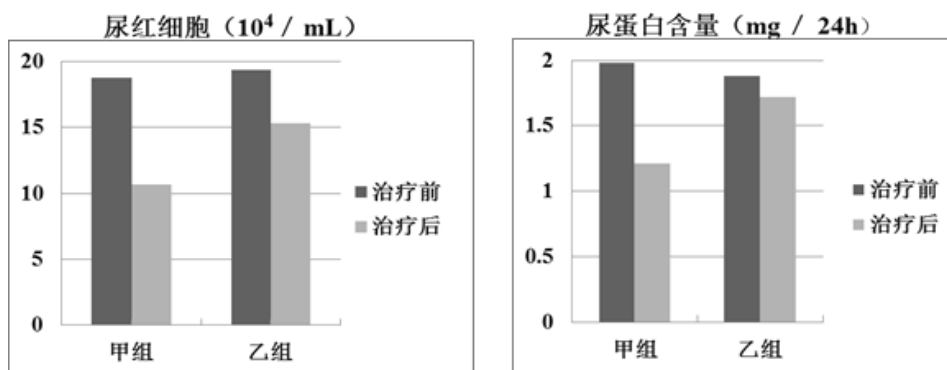 尿红细胞（10⁴ / mL）
20
15
10
5
0
甲组
乙组
治疗前
治疗后
尿蛋白含量（mg / 24h）
2
1.5
1
0.5
0
甲组
乙组
治疗前
治疗后